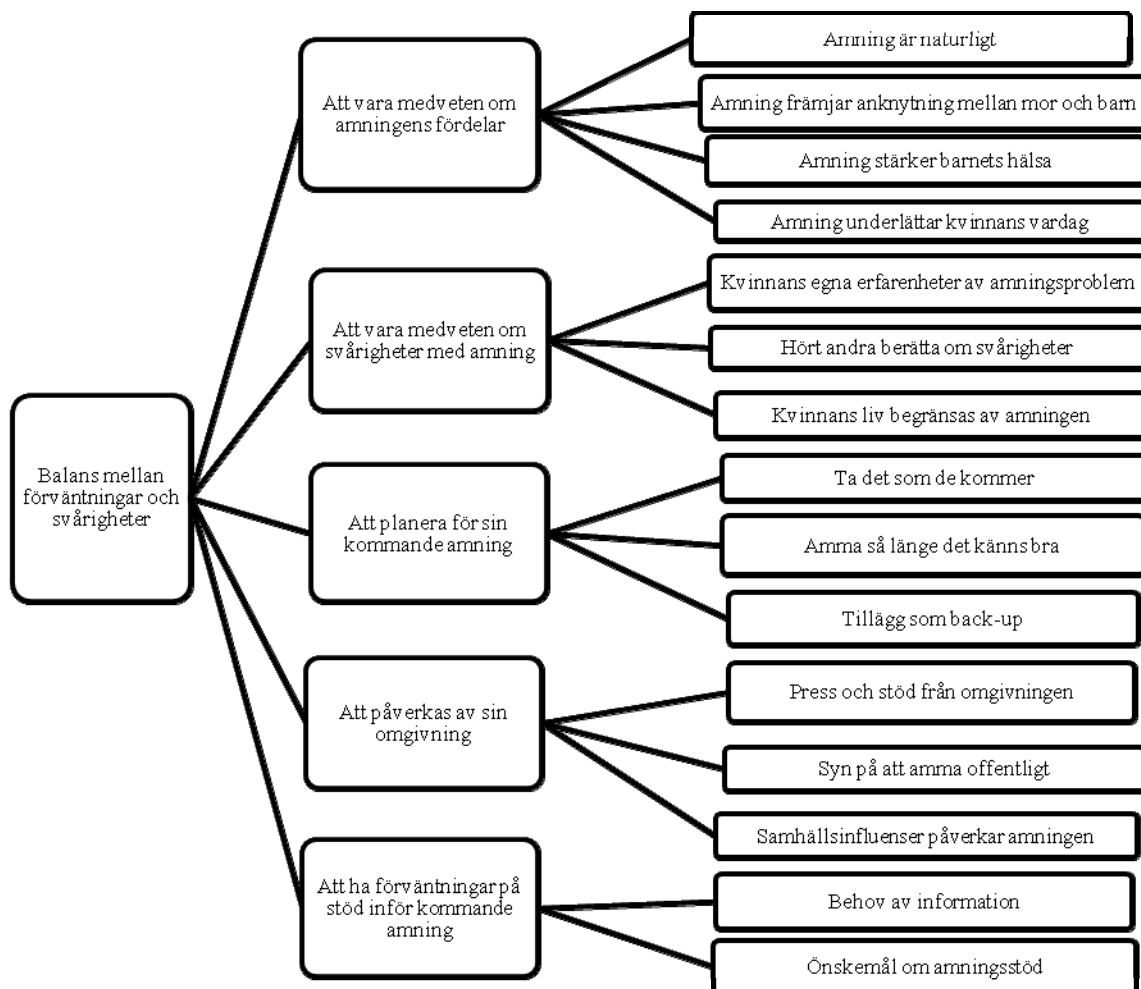 Balans mellan
förväntningar och
svårigheter
Att vara medveten om
amningens fördelar
Amning är naturligt
Amning främjar anknytning mellan mor och barn
Amning stärker barnets hälsa
Amning underlättar kvinnans vardag
Att vara medveten om
svårigheter med amning
Kvinnans egna erfarenheter av amningsproblem
Hört andra berätta om svårigheter
Kvinnans liv begränsas av amningen
Att planera för sin
kommande amning
Ta det som de kommer
Amma så länge det känns bra
Tillägg som back-up
Att påverkas av sin
omgivning
Press och stöd från omgivningen
Syn på att amma offentligt
Samhällsinfluenser påverkar amningen
Att ha förväntningar på
stöd inför kommande
amning
Behov av information
Önskemål om amningsstöd